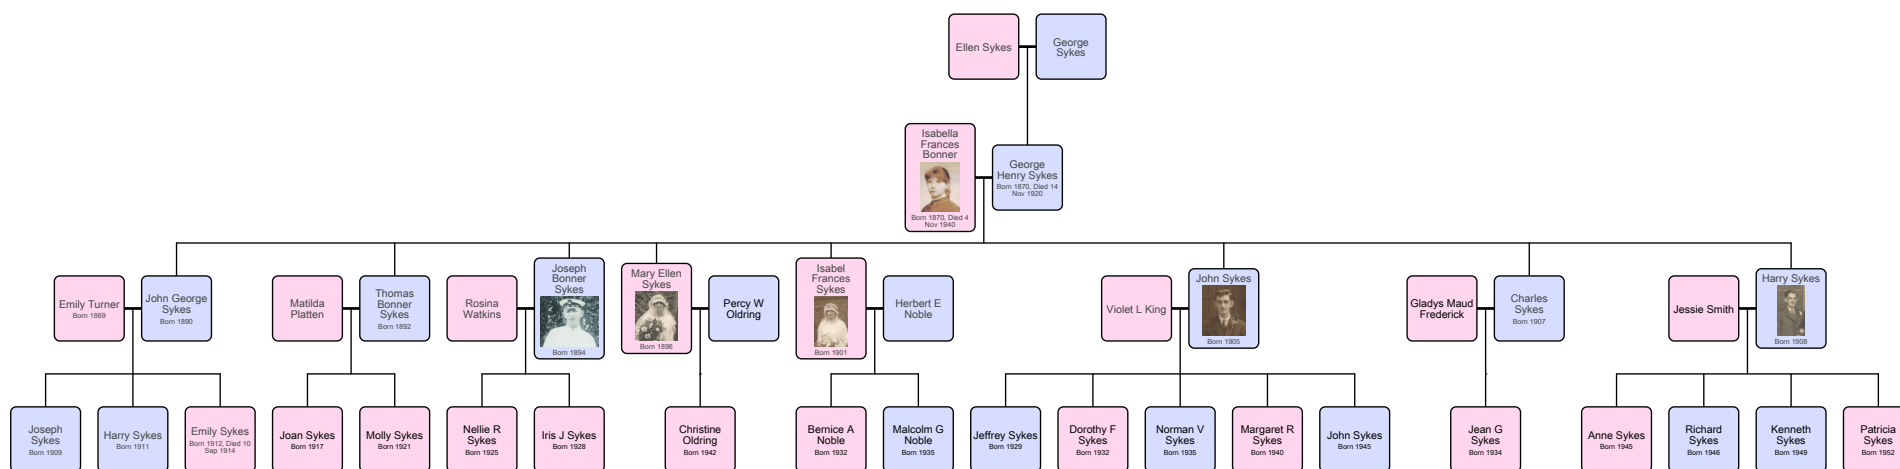 Ellen Sykes
George
Sykes
Isabella
Frances
Bonner
Born 1870, Died 4
Nov 1940
George
Henry Sykes
Born 1870, Died 14
Nov 1920
Emily Turner
Born 1869
John George
Sykes
Born 1890
Matilda
Platten
Thomas
Bonner
Sykes
Born 1892
Rosina
Watkins
Joseph
Bonner
Sykes
Born 1894
Mary Ellen
Sykes
Born 1896
Percy W
Oldring
Isabel
Frances
Sykes
Born 1901
Herbert E
Noble
Violet L King
John Sykes
Born 1905
Gladys Maud
Frederick
Charles
Sykes
Born 1907
Jessie Smith
Harry Sykes
Born 1908
Joseph
Sykes
Born 1909
Harry Sykes
Born 1911
Emily Sykes
Born 1912, Died 10
Sep 1914
Joan Sykes
Born 1917
Molly Sykes
Born 1921
Nellie R
Sykes
Born 1925
Iris J Sykes
Born 1928
Christine
Oldring
Born 1942
Bernice A
Noble
Born 1932
Malcolm G
Noble
Born 1935
Jeffrey Sykes
Born 1929
Dorothy F
Sykes
Born 1932
Norman V
Sykes
Born 1935
Margaret R
Sykes
Born 1940
John Sykes
Born 1945
Jean G
Sykes
Born 1934
Anne Sykes
Born 1945
Richard
Sykes
Born 1946
Kenneth
Sykes
Born 1949
Patricia
Sykes
Born 1952